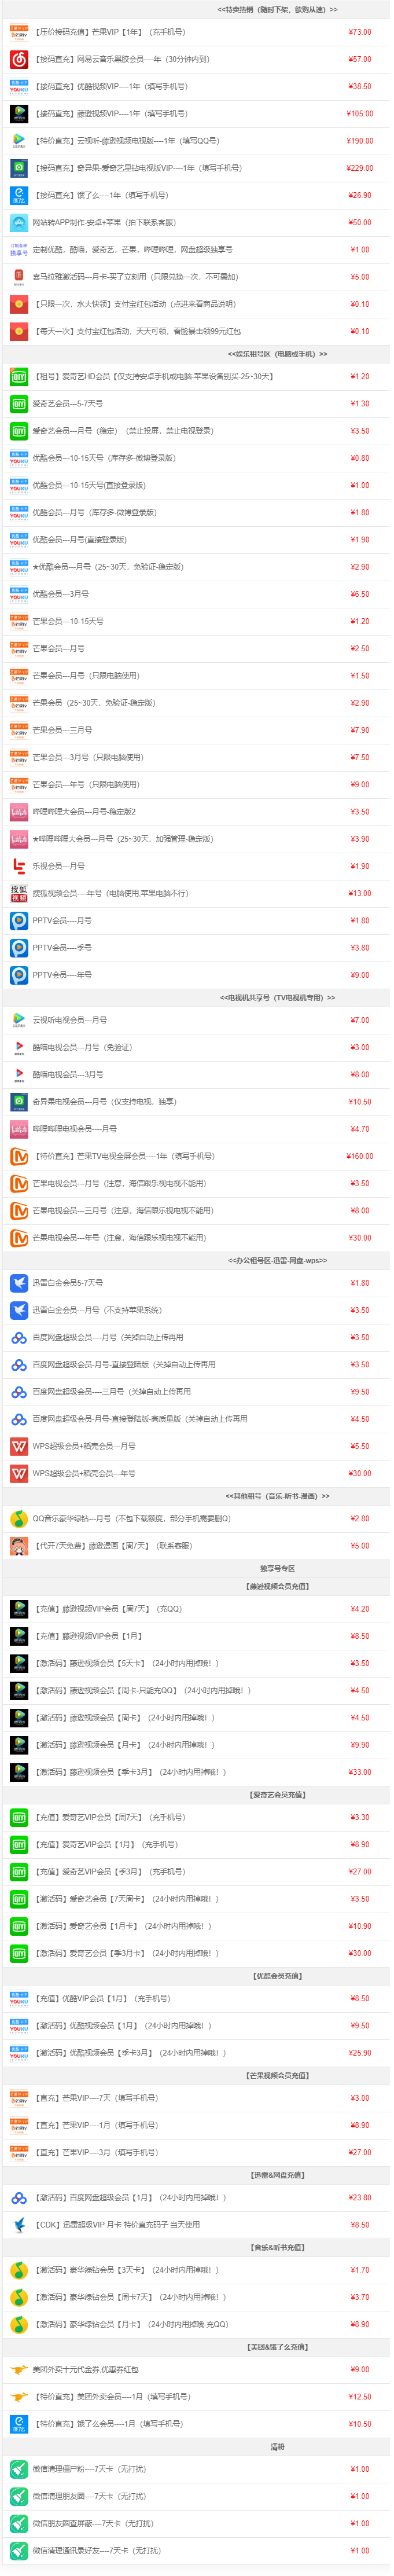 <<特卖热销（随时下架，欲购从速）>>
【压价接码充值】芒果VIP【1年】（充手机号） ¥73.00
【接码直充】网易云音乐黑胶会员----年（30分钟内到） ¥57.00
【接码直充】优酷视频VIP----1年（填写手机号） ¥38.50
【接码直充】藤逊视频VIP----1年（填写手机号） ¥105.00
【特价直充】云视听-藤逊视频电视版----1年（填写QQ号） ¥190.00
【接码直充】奇异果-爱奇艺星钻电视版VIP----1年（填写手机号） ¥229.00
【接码直充】饿了么----1年（填写手机号） ¥26.90
网站转APP制作-安卓+苹果（拍下联系客服） ¥50.00
定制优酷，酷喵，爱奇艺，芒果，哔哩哔哩，网盘超级独享号 ¥1.00
喜马拉雅激活码---月卡-买了立刻用（只限兑换一次，不可叠加） ¥5.00
【只限一次，水大快领】支付宝红包活动（点进来看商品说明） ¥0.10
【每天一次】支付宝红包活动，天天可领，看脸暴击领99元红包 ¥0.10
<<娱乐租号区（电脑或手机）>>
【租号】爱奇艺HD会员【仅支持安卓手机或电脑-苹果设备别买-25~30天】 ¥1.20
爱奇艺会员---5-7天号 ¥1.30
爱奇艺会员---月号（稳定）（禁止投屏，禁止电视登录） ¥3.50
优酷会员---10-15天号（库存多-微博登录版） ¥0.80
优酷会员---10-15天号(直接登录版) ¥1.00
优酷会员---月号（库存多-微博登录版） ¥1.80
优酷会员---月号(直接登录版) ¥1.90
★优酷会员---月号（25~30天，免验证-稳定版） ¥2.90
优酷会员---3月号 ¥6.50
芒果会员---10-15天号 ¥1.20
芒果会员---月号 ¥2.50
芒果会员---月号（只限电脑使用） ¥1.50
芒果会员（25~30天，免验证-稳定版） ¥2.90
芒果会员---三月号 ¥7.90
芒果会员---3月号（只限电脑使用） ¥7.50
芒果会员---年号（只限电脑使用） ¥9.00
哔哩哔哩大会员---月号-稳定版2 ¥3.50
★哔哩哔哩大会员---月号（25~30天，加强管理-稳定版） ¥3.90
乐视会员---月号 ¥1.90
搜狐视频会员----年号（电脑使用,苹果电脑不行） ¥13.00
PPTV会员----月号 ¥1.80
PPTV会员----季号 ¥3.80
PPTV会员----年号 ¥9.00
<<电视机共享号（TV电视机专用）>>
云视听电视会员---月号 ¥7.00
酷喵电视会员---月号（免验证） ¥3.00
酷喵电视会员---3月号 ¥8.00
奇异果电视会员---月号（仅支持电视，独享） ¥10.50
哔哩哔哩电视会员----月号 ¥4.70
【特价直充】芒果TV电视全屏会员----1年（填写手机号） ¥160.00
芒果电视会员---月号（注意，海信跟乐视电视不能用） ¥3.50
芒果电视会员---三月号（注意，海信跟乐视电视不能用） ¥8.00
芒果电视会员---年号（注意，海信跟乐视电视不能用） ¥30.00
<<办公租号区-迅雷-网盘-wps>>
迅雷白金会员5-7天号 ¥1.80
迅雷白金会员---月号（不支持苹果系统） ¥3.50
百度网盘超级会员----月号（关掉自动上传再用 ¥3.50
百度网盘超级会员-月号-直接登陆版（关掉自动上传再用 ¥3.50
百度网盘超级会员----三月号（关掉自动上传再用 ¥9.50
百度网盘超级会员-月号-直接登陆版-高质量版（关掉自动上传再用 ¥4.50
WPS超级会员+稻壳会员---月号 ¥5.50
WPS超级会员+稻壳会员---年号 ¥30.00
<<其他租号（音乐-听书-漫画）>>
QQ音乐豪华绿钻---月号（不包下载额度，部分手机需要删Q） ¥2.80
【代开7天免费】藤逊漫画【周7天】（联系客服） ¥5.00
独享号专区
【藤逊视频会员充值】
【充值】藤逊视频VIP会员【周7天】（充QQ） ¥4.20
【充值】藤逊视频VIP会员【1月】 ¥8.50
【激活码】藤逊视频会员【5天卡】（24小时内用掉哦！） ¥3.50
【激活码】藤逊视频会员【周卡-只能充QQ】（24小时内用掉哦！） ¥4.50
【激活码】藤逊视频会员【周卡】（24小时内用掉哦！） ¥4.50
【激活码】藤逊视频会员【月卡】（24小时内用掉哦！） ¥9.90
【激活码】藤逊视频会员【季卡3月】（24小时内用掉哦！） ¥33.00
【爱奇艺会员充值】
【充值】爱奇艺VIP会员【周7天】（充手机号） ¥3.30
【充值】爱奇艺VIP会员【1月】（充手机号） ¥8.90
【充值】爱奇艺VIP会员【季3月】（充手机号） ¥27.00
【激活码】爱奇艺会员【7天周卡】（24小时内用掉哦！） ¥3.50
【激活码】爱奇艺会员【1月卡】（24小时内用掉哦！） ¥10.90
【激活码】爱奇艺会员【季3月卡】（24小时内用掉哦！） ¥30.00
【优酷会员充值】
【充值】优酷VIP会员【1月】（充手机号） ¥8.50
【激活码】优酷视频会员【1月】（24小时内用掉哦！） ¥9.50
【激活码】优酷视频会员【季卡3月】（24小时内用掉哦！） ¥25.90
【芒果视频会员充值】
【直充】芒果VIP----7天（填写手机号） ¥3.00
【直充】芒果VIP----1月（填写手机号） ¥8.90
【直充】芒果VIP----3月（填写手机号） ¥27.00
【迅雷&网盘充值】
【激活码】百度网盘超级会员【1月】（24小时内用掉哦！） ¥23.80
【CDK】迅雷超级VIP 月卡 特价直充码子 当天使用 ¥8.50
【音乐&听书充值】
【激活码】豪华绿钻会员【3天卡】（24小时内用掉哦！） ¥1.70
【激活码】豪华绿钻会员【周卡7天】（24小时内用掉哦！） ¥3.70
【激活码】豪华绿钻会员【月卡】（24小时内用掉哦-充QQ） ¥8.90
【美团&饿了么充值】
美团外卖十元代金券,优惠券红包 ¥9.00
【特价直充】美团外卖会员----1月（填写手机号） ¥12.50
【特价直充】饿了么会员----1月（填写手机号） ¥10.50
清粉
微信清理僵尸粉----7天卡（无打扰） ¥1.00
微信清理朋友圈----7天卡（无打扰） ¥1.00
微信朋友圈查屏蔽----7天卡（无打扰） ¥1.00
微信清理通讯录好友----7天卡（无打扰） ¥1.00